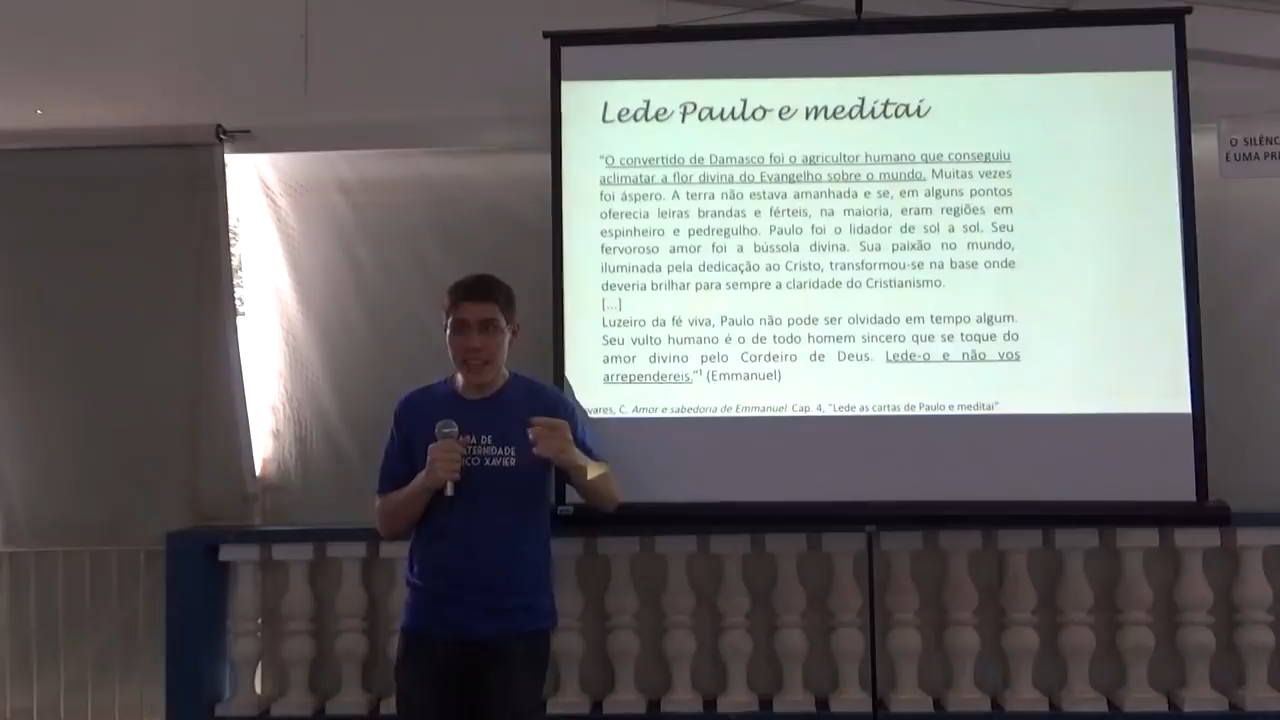 Lede Paulo e meditai
"O convertido de Damasco foi o agricultor humano que conseguiu
aclimatar a flor divina do Evangelho sobre o mundo. Muitas vezes
foi áspero. A terra não estava amanhada e se, em alguns pontos
oferecia leiras brandas e férteis, na maioria, eram regiões em
espinheiro e pedregulho. Paulo foi o lidador de sol a sol. Seu
fervoroso amor foi a bússola divina. Sua paixão no mundo,
iluminada pela dedicação ao Cristo, transformou-se na base onde
deveria brilhar para sempre a claridade do Cristianismo.
[...]
Luzeiro da fé viva, Paulo não pode ser olvidado em tempo algum.
Seu vulto humano é o de todo homem sincero que se toque do
amor divino pelo Cordeiro de Deus. Lede-o e não vos
arrependereis."¹ (Emmanuel)
vares, C. Amor e sabedoria de Emmanuel. Cap. 4, "Lede as cartas de Paulo e meditai"
O SILÊNC
É UMA PRE
DE
TERNIDADE
ICO XAVIER